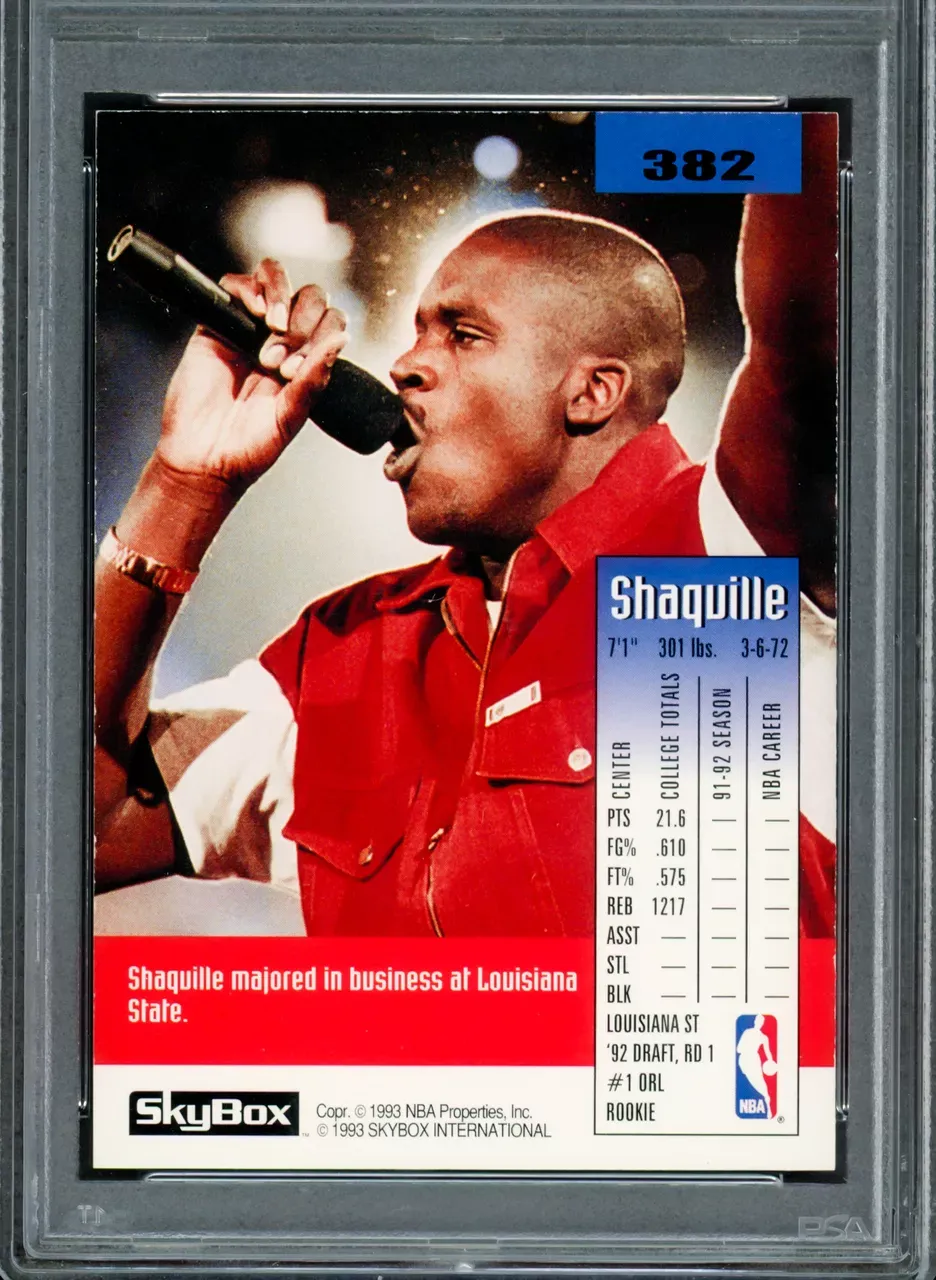 382
Shaquille
7'1" 301 lbs. 3-6-72
CENTER COLLEGE TOTALS 91-92 SEASON NBA CAREER
PTS 21.6 — —
FG% .610 — —
FT% .575 — —
REB 1217 — —
ASST — — —
STL — — —
BLK — — —
LOUISIANA ST
'92 DRAFT, RD 1
#1 ORL
ROOKIE
NBA
®
Shaquille majored in business at Louisiana
State.
SkyBox™
Copr. © 1993 NBA Properties, Inc.
© 1993 SKYBOX INTERNATIONAL
PSA